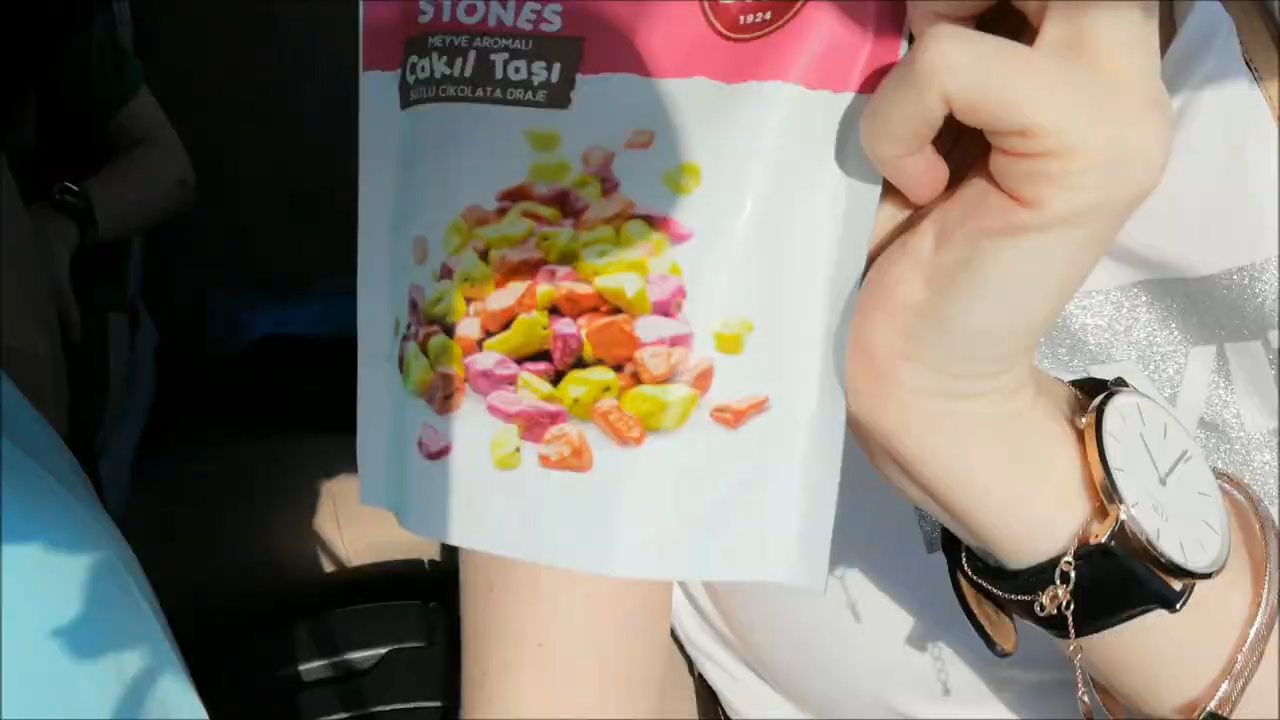 STONES
MEYVE AROMALI
Çakıl Taşı
SÜTLÜ ÇİKOLATA DRAJE
1924